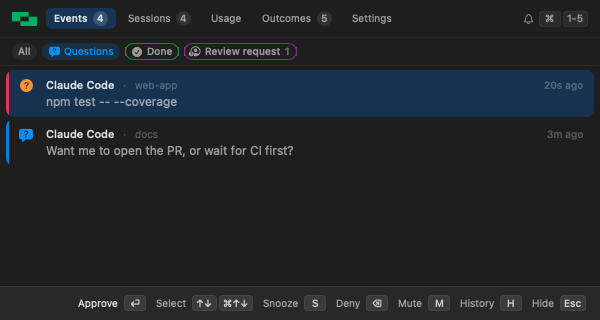 Events 4 Sessions 4 Usage Outcomes 5 Settings ⌘ 1-5
All Questions Done Review request 1
Claude Code · web-app 20s ago
npm test -- --coverage
Claude Code · docs 3m ago
Want me to open the PR, or wait for CI first?
Approve ↵ Select ↑↓ ⌘↑↓ Snooze S Deny ⌫ Mute M History H Hide Esc